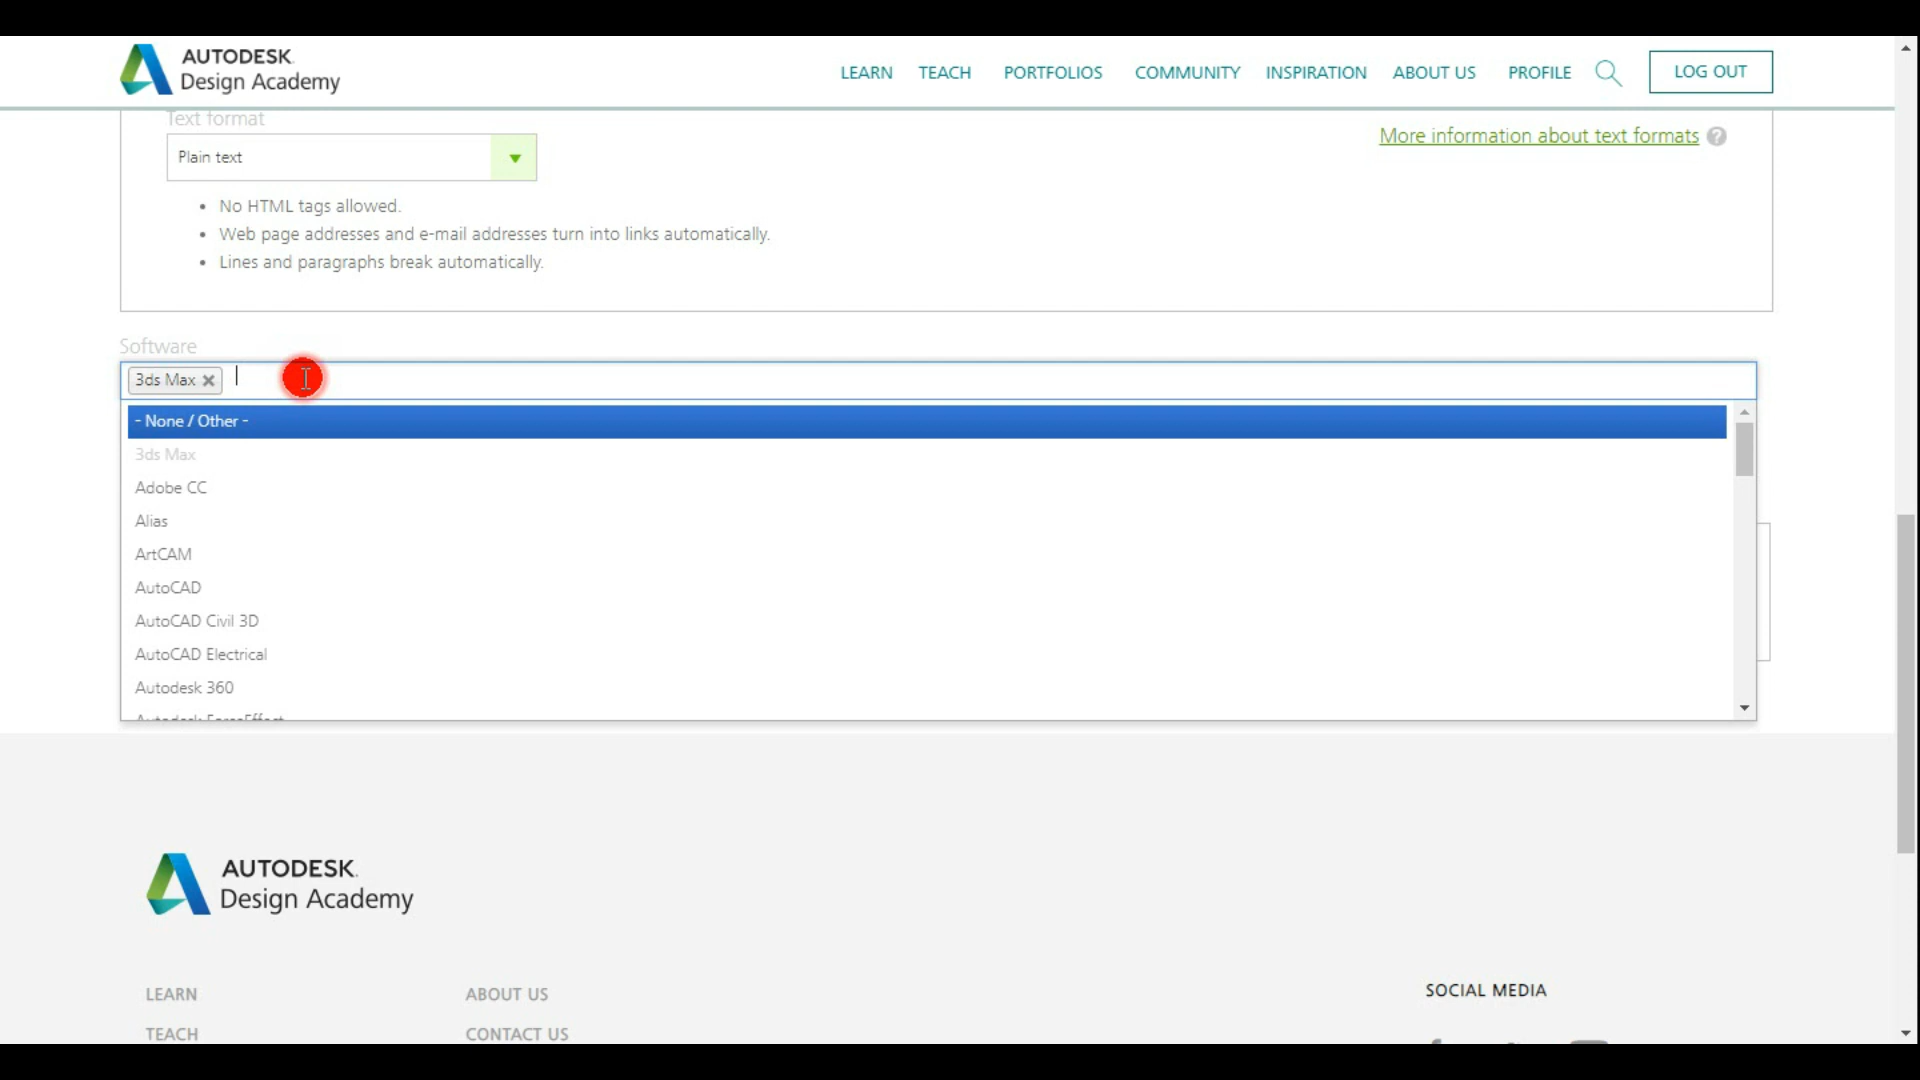 AUTODESK.
Design Academy
LEARN TEACH PORTFOLIOS COMMUNITY INSPIRATION ABOUT US PROFILE LOG OUT
Text format
Plain text
More information about text formats ?
No HTML tags allowed.
Web page addresses and e-mail addresses turn into links automatically.
Lines and paragraphs break automatically.
Software
3ds Max
- None / Other -
3ds Max
Adobe CC
Alias
ArtCAM
AutoCAD
AutoCAD Civil 3D
AutoCAD Electrical
Autodesk 360
Autodesk ForceEffect
AUTODESK.
Design Academy
LEARN ABOUT US SOCIAL MEDIA
TEACH CONTACT US